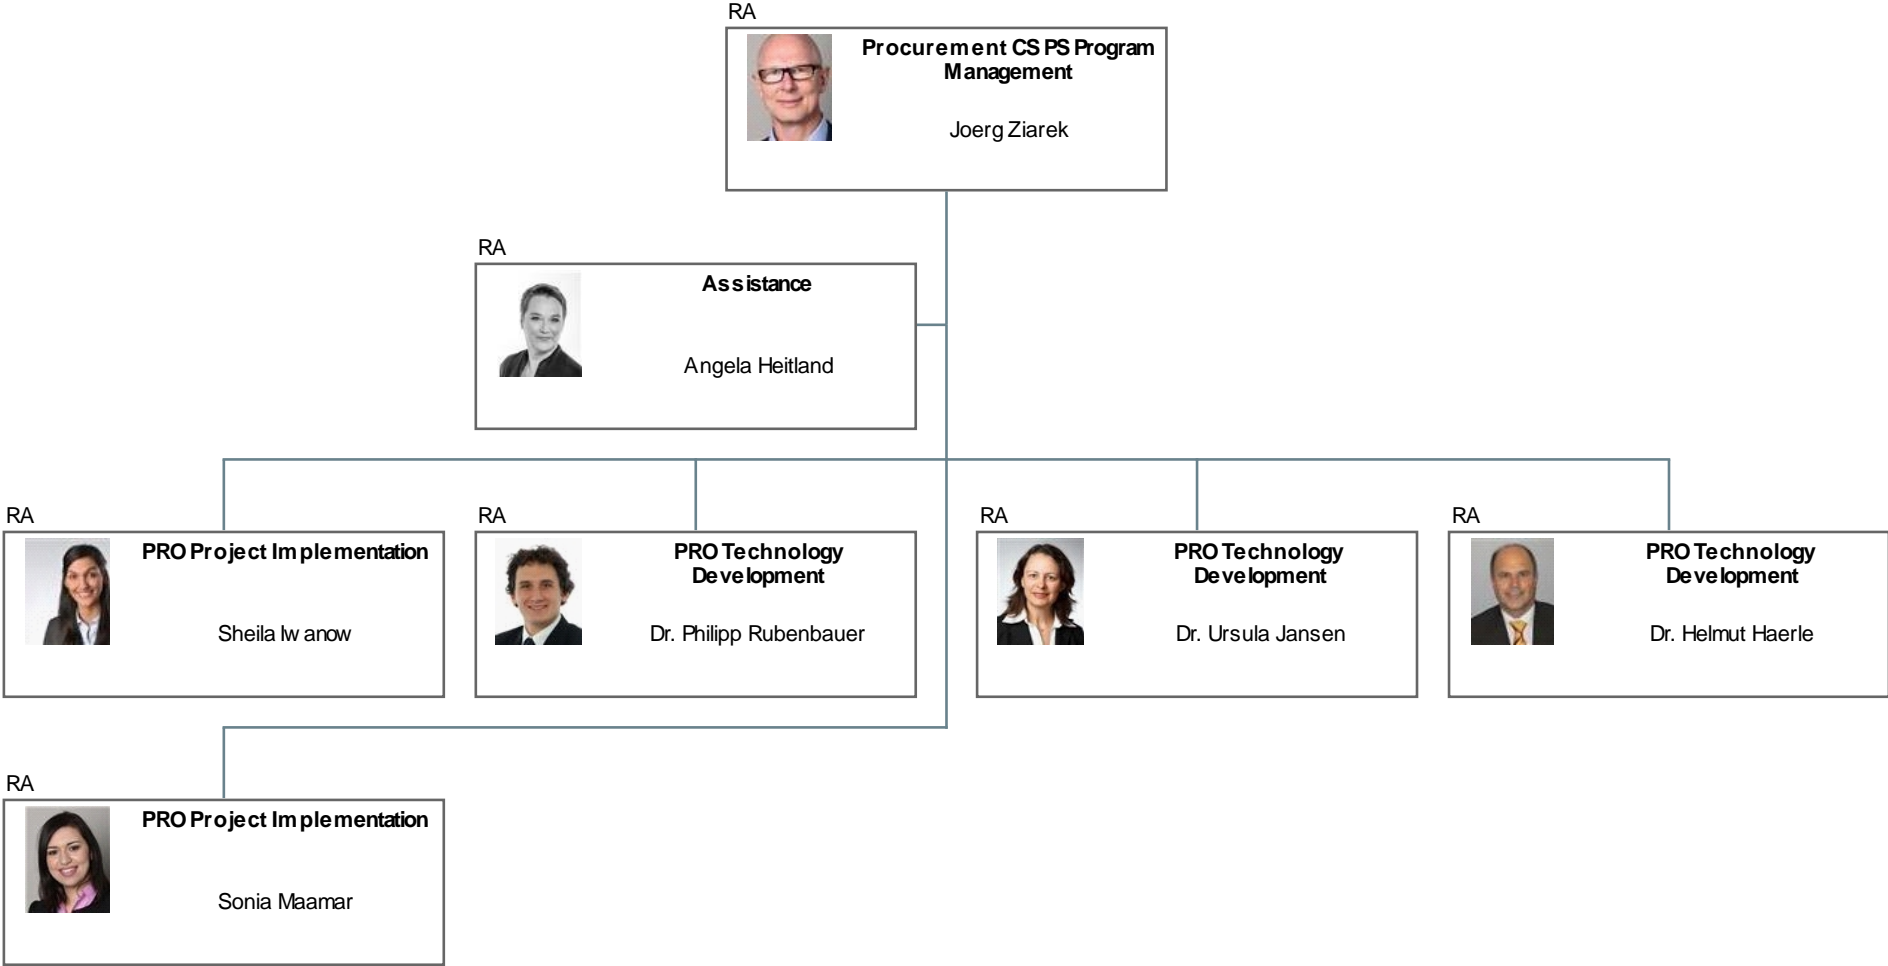 RA
Procurement CS PS Program
Management
Joerg Ziarek
RA
Assistance
Angela Heitland
RA
PRO Project Implementation
Sheila Iwanow
RA
PRO Technology
Development
Dr. Philipp Rubenbauer
RA
PRO Technology
Development
Dr. Ursula Jansen
RA
PRO Technology
Development
Dr. Helmut Haerle
RA
PRO Project Implementation
Sonia Maamar